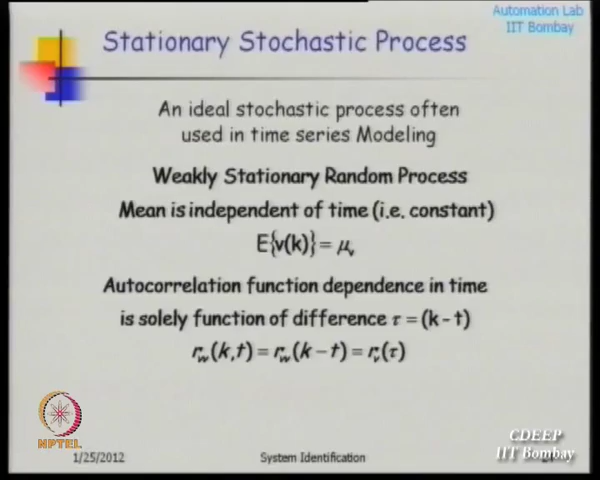 Automation Lab
IIT Bombay
Stationary Stochastic Process
An ideal stochastic process often
used in time series Modeling
Weakly Stationary Random Process
Mean is independent of time (i.e. constant)
E{v(k)} = μᵥ
Autocorrelation function dependence in time
is solely function of difference τ = (k - t)
rᵥᵥ(k,t) = rᵥᵥ(k - t) = rᵥ(τ)
NPTEL
CDEEP
1/25/2012
System Identification
IIT Bombay